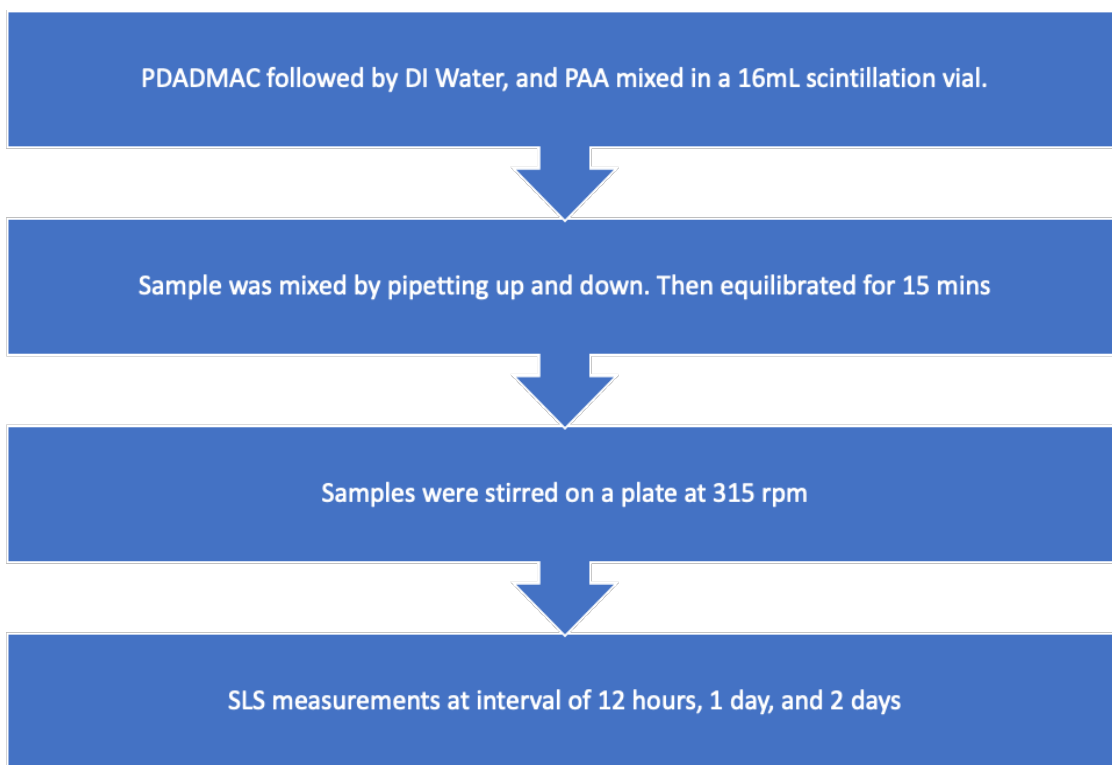 PDADMAC followed by DI Water, and PAA mixed in a 16mL scintillation vial.
Sample was mixed by pipetting up and down. Then equilibrated for 15 mins
Samples were stirred on a plate at 315 rpm
SLS measurements at interval of 12 hours, 1 day, and 2 days